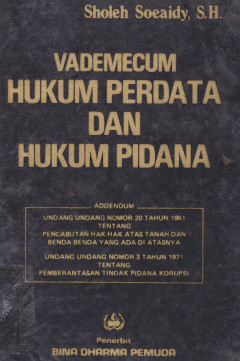 Sholeh Soeaidy, S.H.
VADEMECUM
HUKUM PERDATA
DAN
HUKUM PIDANA
ADDENDUM
UNDANG UNDANG NOMOR 20 TAHUN 1961
TENTANG
PENCABUTAN HAK HAK ATAS TANAH DAN
BENDA BENDA YANG ADA DI ATASNYA
UNDANG UNDANG NOMOR 3 TAHUN 1971
TENTANG
PEMBERANTASAN TINDAK PIDANA KORUPSI
Penerbit
BINA DHARMA PEMUDA